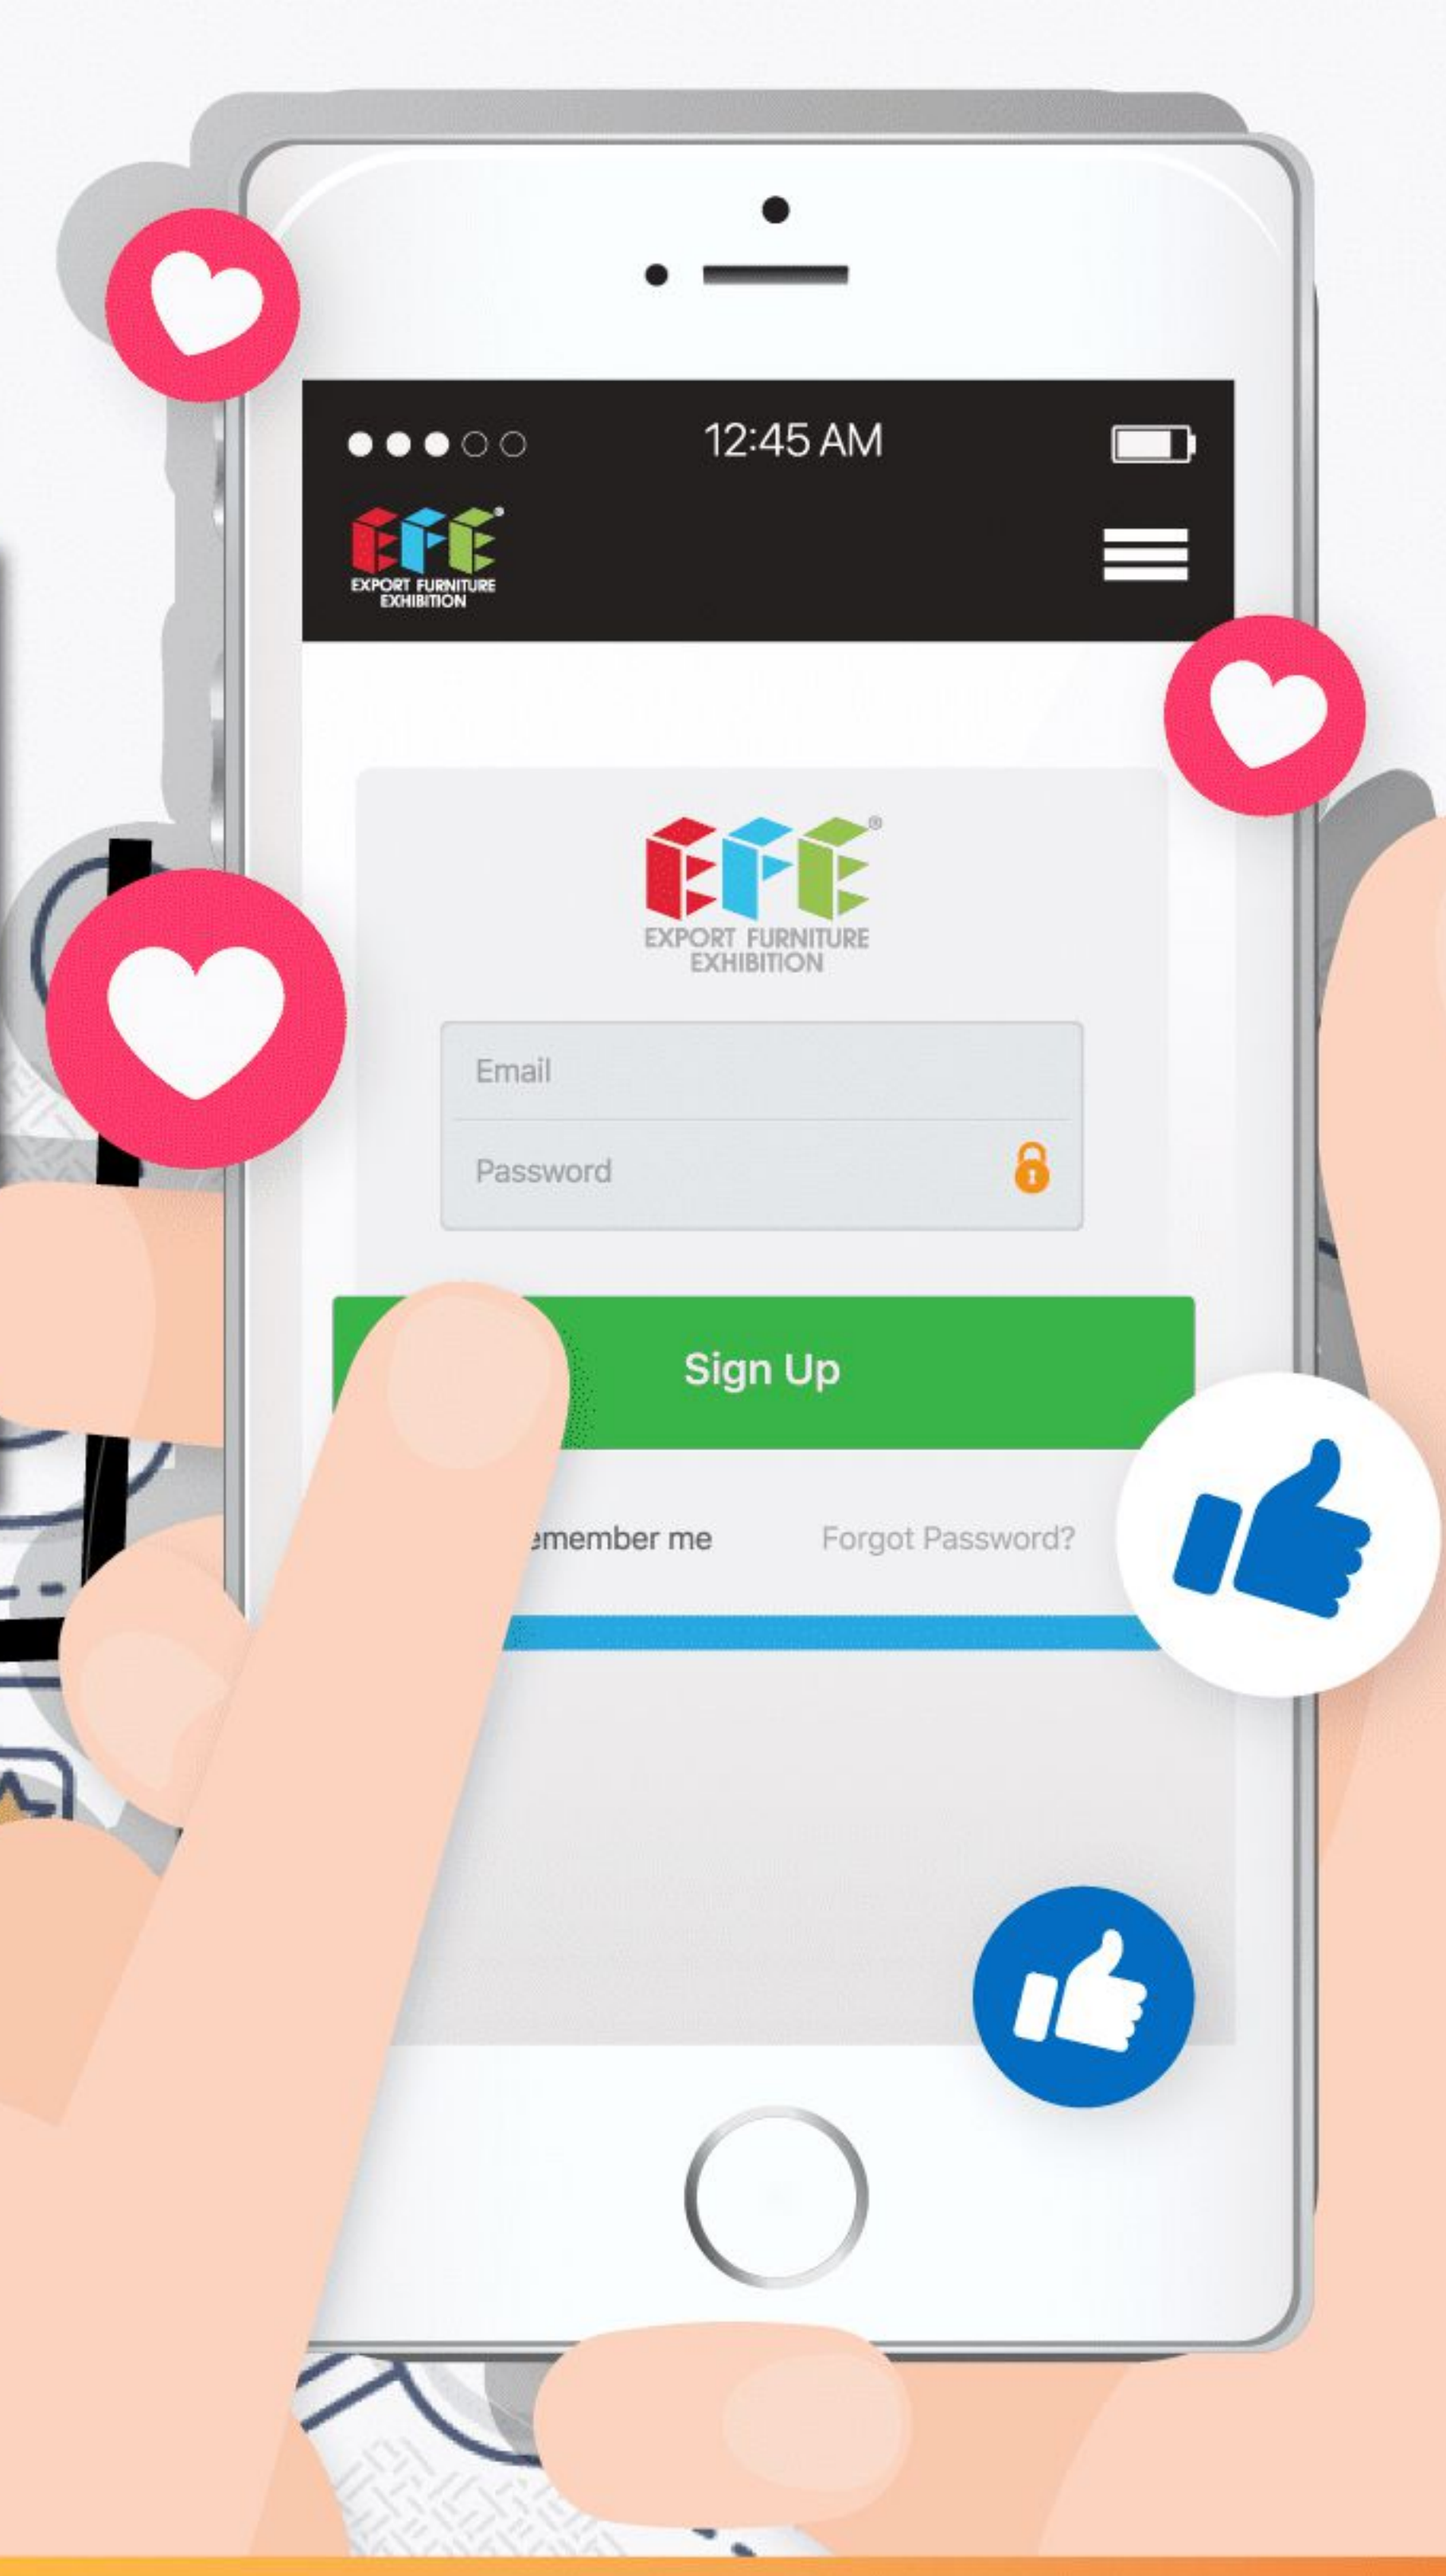 12:45 AM
EFE®
EXPORT FURNITURE
EXHIBITION
EFE®
EXPORT FURNITURE
EXHIBITION
Email
Password
Sign Up
emember me
Forgot Password?